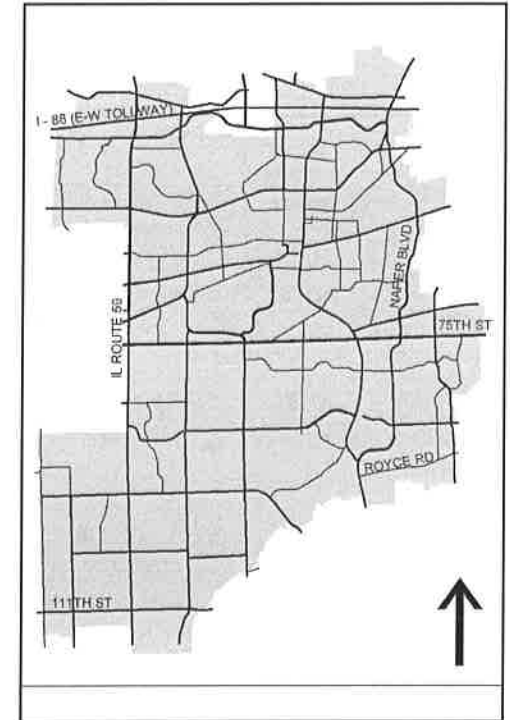 I - 88 (E-W TOLLWAY)
NAPER BLVD
IL ROUTE 59
75TH ST
ROYCE RD
111TH ST